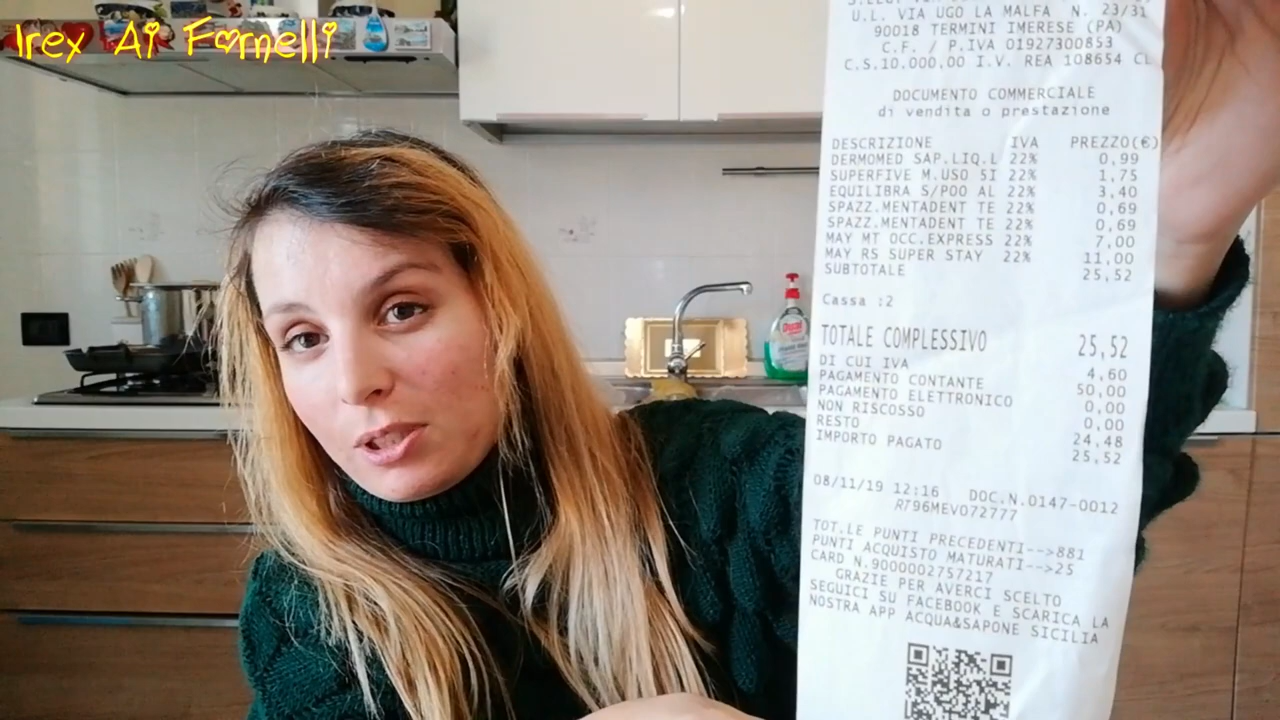 Irex Ai Fornelli
U.L. VIA UGO LA MALFA N. 23/31
90018 TERMINI IMERESE (PA)
C.F. / P.IVA 01927300853
C.S.10.000,00 I.V. REA 108654 CL
DOCUMENTO COMMERCIALE
di vendita o prestazione
DESCRIZIONE IVA PREZZO(€)
DERMOMED SAP.LIQ.L 22% 0,99
SUPERFIVE M.USO 5I 22% 1,75
EQUILIBRA S/POO AL 22% 3,40
SPAZZ.MENTADENT TE 22% 0,69
SPAZZ.MENTADENT TE 22% 0,69
MAY MT OCC.EXPRESS 22% 7,00
MAY RS SUPER STAY 22% 11,00
SUBTOTALE 25,52
Cassa :2
TOTALE COMPLESSIVO 25,52
DI CUI IVA 4,60
PAGAMENTO CONTANTE 50,00
PAGAMENTO ELETTRONICO 0,00
NON RISCOSSO 0,00
RESTO 24,48
IMPORTO PAGATO 25,52
08/11/19 12:16 DOC.N.0147-0012
R796MEV072777
TOT.LE PUNTI PRECEDENTI-->881
PUNTI ACQUISTO MATURATI-->25
CARD N.9000002757217
GRAZIE PER AVERCI SCELTO
SEGUICI SU FACEBOOK E SCARICA LA
NOSTRA APP ACQUA&SAPONE SICILIA